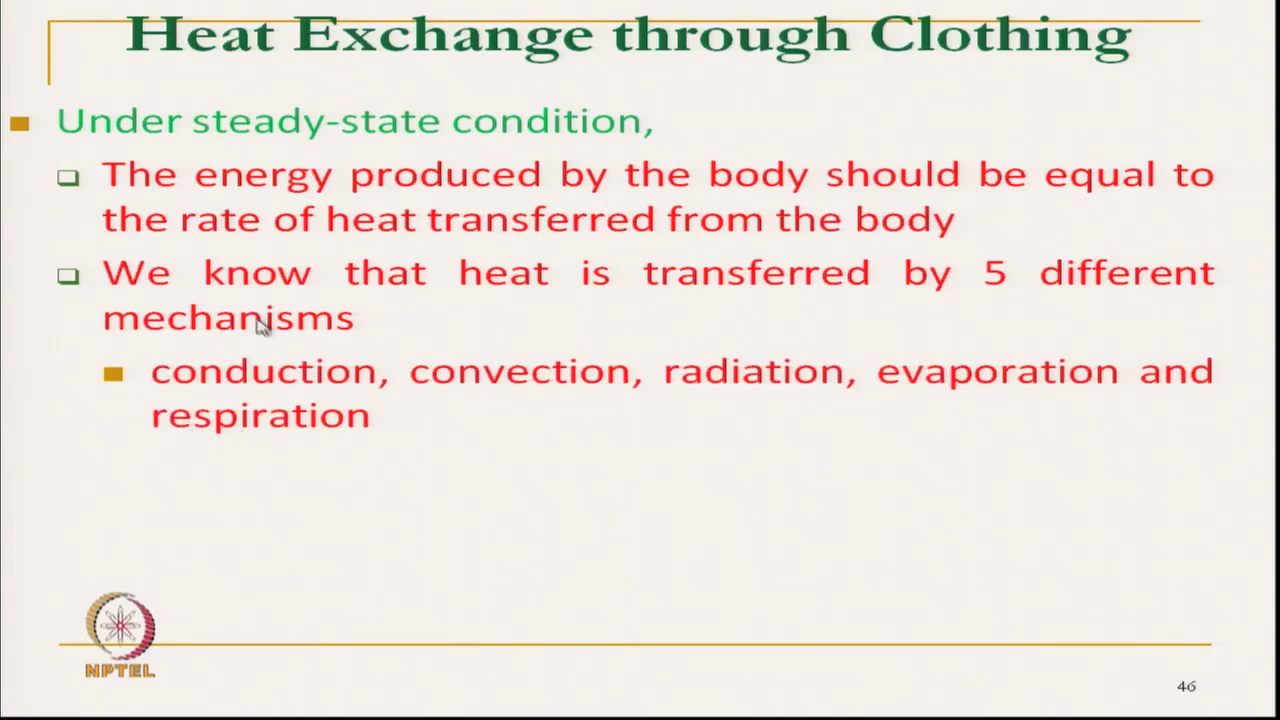 Heat Exchange through Clothing
Under steady-state condition,
The energy produced by the body should be equal to
the rate of heat transferred from the body
We know that heat is transferred by 5 different
mechanisms
conduction, convection, radiation, evaporation and
respiration
NPTEL
46